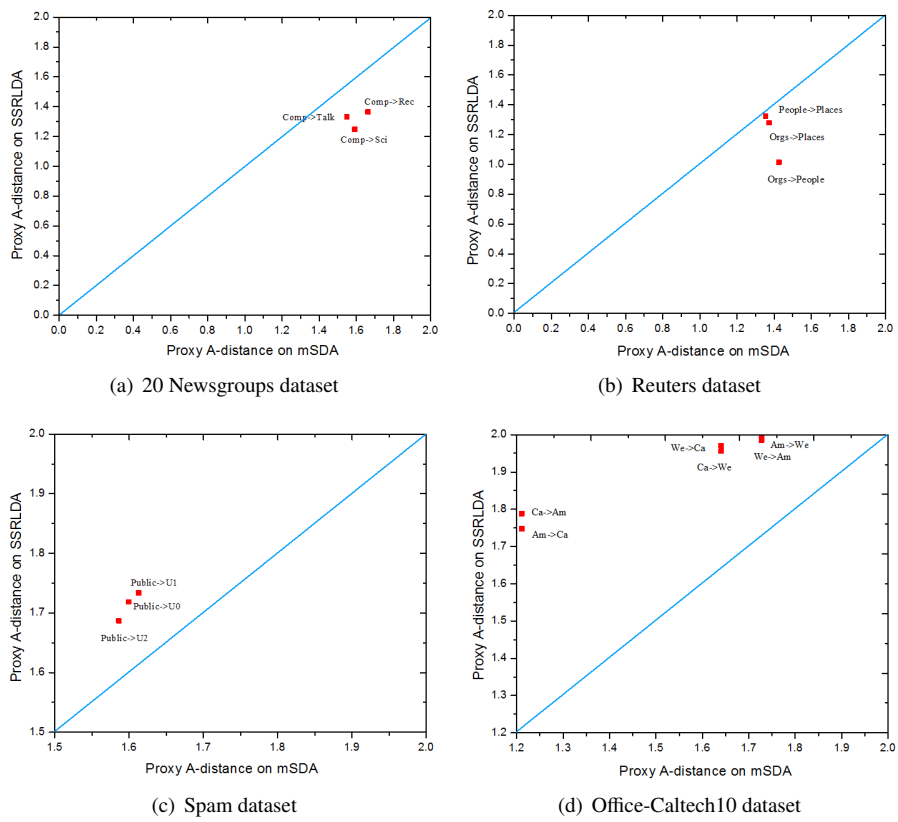 2.0
1.8
1.6
1.4
1.2
1.0
0.8
0.6
0.4
0.2
0.0
Proxy A-distance on SSRLDA
Comp->Rec
Comp->Talk
Comp->Sci
0.0 0.2 0.4 0.6 0.8 1.0 1.2 1.4 1.6 1.8 2.0
Proxy A-distance on mSDA
(a) 20 Newsgroups dataset
2.0
1.8
1.6
1.4
1.2
1.0
0.8
0.6
0.4
0.2
0.0
Proxy A-distance on SSRLDA
People->Places
Orgs->Places
Orgs->People
0.0 0.2 0.4 0.6 0.8 1.0 1.2 1.4 1.6 1.8 2.0
Proxy A-distance on mSDA
(b) Reuters dataset
2.0
1.9
1.8
1.7
1.6
1.5
Proxy A-distance on SSRLDA
Public->U1
Public->U0
Public->U2
1.5 1.6 1.7 1.8 1.9 2.0
Proxy A-distance on mSDA
(c) Spam dataset
2.0
1.9
1.8
1.7
1.6
1.5
1.4
1.3
1.2
Proxy A-distance on SSRLDA
We->Ca
Am->We
We->Am
Ca->We
Ca->Am
Am->Ca
1.2 1.3 1.4 1.5 1.6 1.7 1.8 1.9 2.0
Proxy A-distance on mSDA
(d) Office-Caltech10 dataset